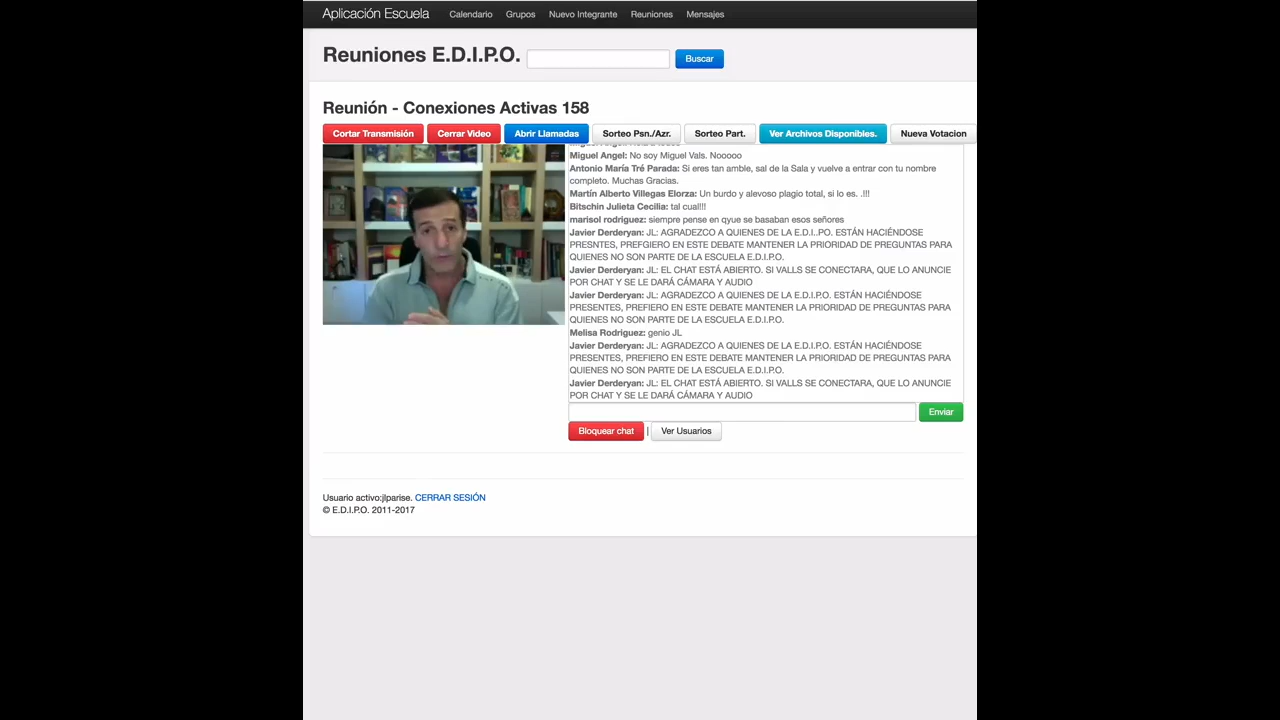 Aplicación Escuela Calendario Grupos Nuevo Integrante Reuniones Mensajes
Reuniones E.D.I.P.O. Buscar
Reunión - Conexiones Activas 158
Cortar Transmisión Cerrar Video Abrir Llamadas Sorteo Psn./Azr. Sorteo Part. Ver Archivos Disponibles. Nueva Votacion
Miguel Angel: No soy Miguel Vals. Nooooo
Antonio María Tré Parada: Si eres tan amble, sal de la Sala y vuelve a entrar con tu nombre
completo. Muchas Gracias.
Martín Alberto Villegas Elorza: Un burdo y alevoso plagio total, si lo es. .!!!
Bitschin Julieta Cecilia: tal cual!!!
marisol rodriguez: siempre pense en qyue se basaban esos señores
Javier Derderyan: JL: AGRADEZCO A QUIENES DE LA E.D.I..PO. ESTÁN HACIÉNDOSE
PRESNTES, PREFGIERO EN ESTE DEBATE MANTENER LA PRIORIDAD DE PREGUNTAS PARA
QUIENES NO SON PARTE DE LA ESCUELA E.D.I.P.O.
Javier Derderyan: JL: EL CHAT ESTÁ ABIERTO. SI VALLS SE CONECTARA, QUE LO ANUNCIE
POR CHAT Y SE LE DARÁ CÁMARA Y AUDIO
Javier Derderyan: JL: AGRADEZCO A QUIENES DE LA E.D.I.P.O. ESTÁN HACIÉNDOSE
PRESENTES, PREFIERO EN ESTE DEBATE MANTENER LA PRIORIDAD DE PREGUNTAS PARA
QUIENES NO SON PARTE DE LA ESCUELA E.D.I.P.O.
Melisa Rodriguez: genio JL
Javier Derderyan: JL: AGRADEZCO A QUIENES DE LA E.D.I.P.O. ESTÁN HACIÉNDOSE
PRESENTES, PREFIERO EN ESTE DEBATE MANTENER LA PRIORIDAD DE PREGUNTAS PARA
QUIENES NO SON PARTE DE LA ESCUELA E.D.I.P.O.
Javier Derderyan: JL: EL CHAT ESTÁ ABIERTO. SI VALLS SE CONECTARA, QUE LO ANUNCIE
POR CHAT Y SE LE DARÁ CÁMARA Y AUDIO
Enviar
Bloquear chat | Ver Usuarios
Usuario activo:jlparise. CERRAR SESIÓN
© E.D.I.P.O. 2011-2017